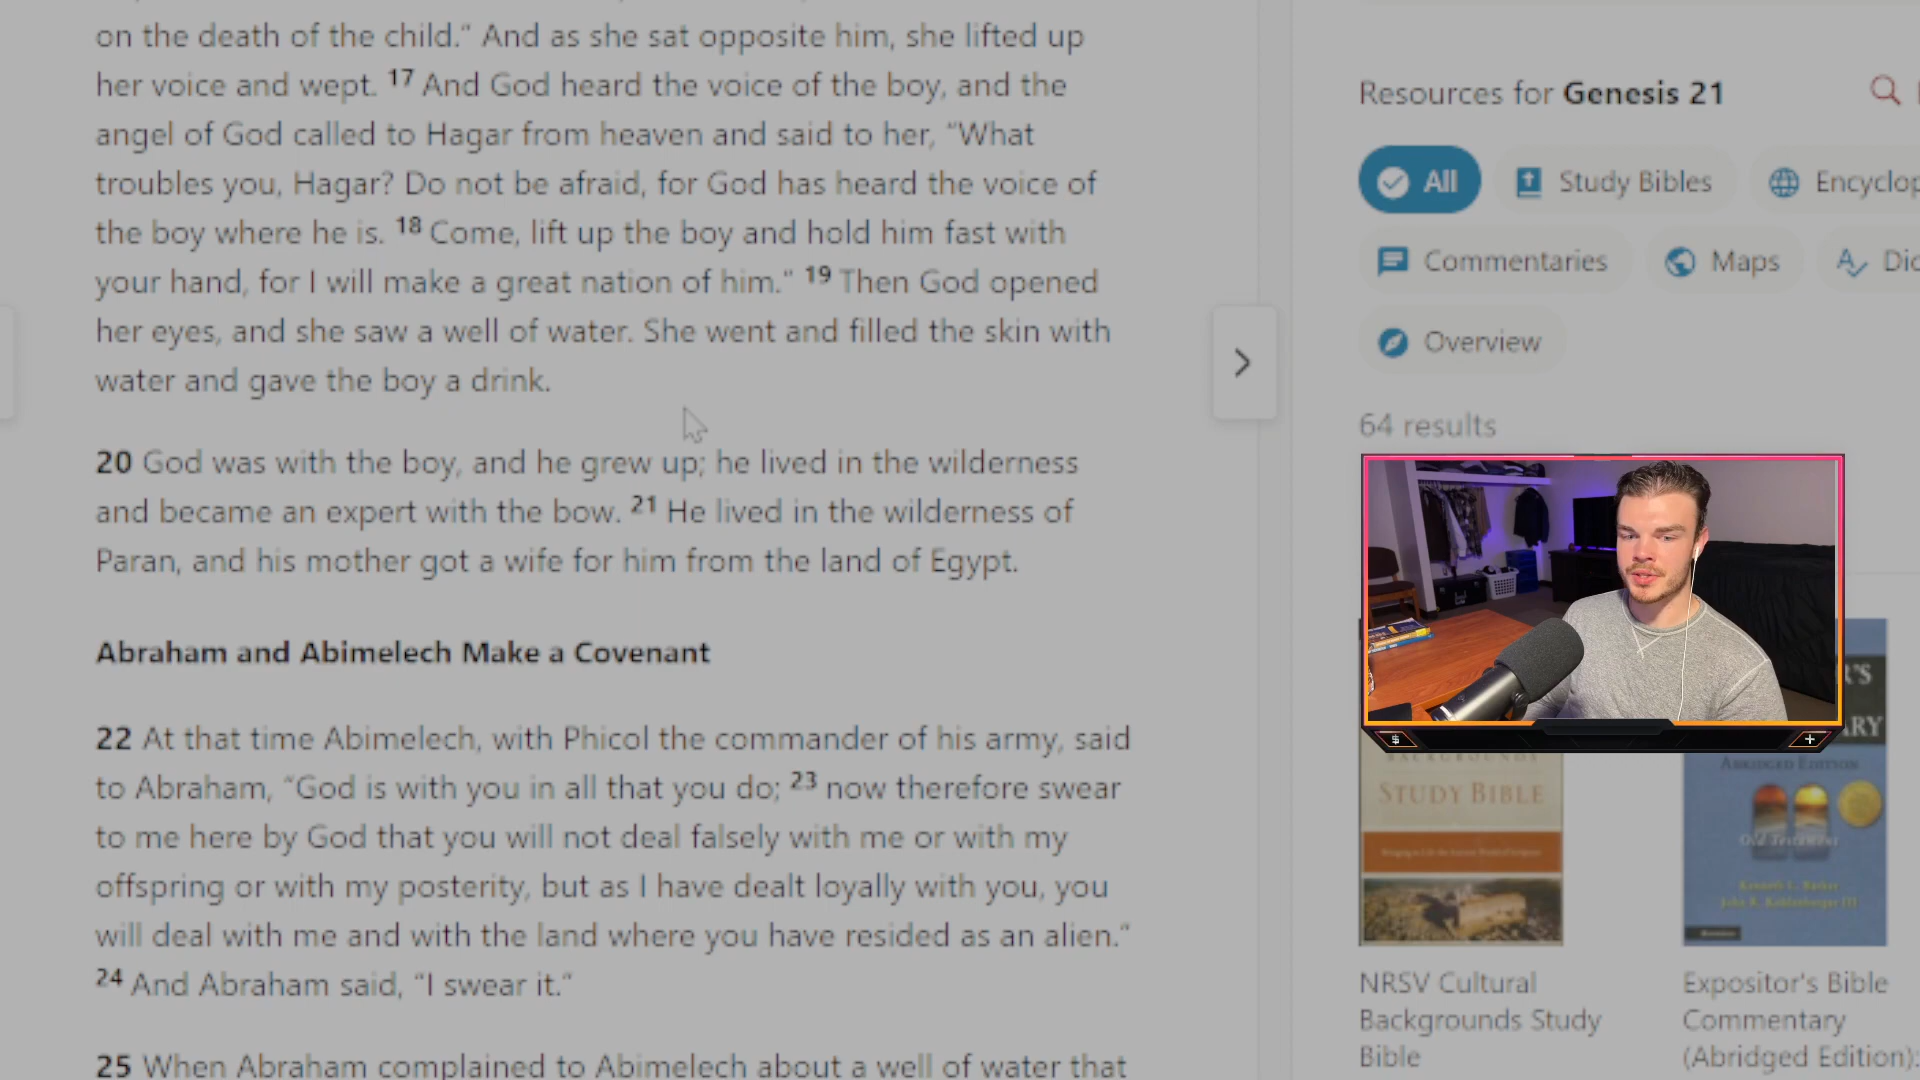 on the death of the child.” And as she sat opposite him, she lifted up
her voice and wept. 17 And God heard the voice of the boy, and the
angel of God called to Hagar from heaven and said to her, “What
troubles you, Hagar? Do not be afraid, for God has heard the voice of
the boy where he is. 18 Come, lift up the boy and hold him fast with
your hand, for I will make a great nation of him.” 19 Then God opened
her eyes, and she saw a well of water. She went and filled the skin with
water and gave the boy a drink.
20 God was with the boy, and he grew up; he lived in the wilderness
and became an expert with the bow. 21 He lived in the wilderness of
Paran, and his mother got a wife for him from the land of Egypt.
Abraham and Abimelech Make a Covenant
22 At that time Abimelech, with Phicol the commander of his army, said
to Abraham, “God is with you in all that you do; 23 now therefore swear
to me here by God that you will not deal falsely with me or with my
offspring or with my posterity, but as I have dealt loyally with you, you
will deal with me and with the land where you have resided as an alien.”
24 And Abraham said, “I swear it.”
25 When Abraham complained to Abimelech about a well of water that
Resources for Genesis 21
All
Study Bibles
Encyclop
Commentaries
Maps
Dic
Overview
64 results
BACKGROUNDS
STUDY BIBLE
R'S
ARY
ABRIDGED EDITION
Old Testament
Kenneth L. Barker
John R. Kohlenberger III
NRSV Cultural
Backgrounds Study
Bible
Expositor's Bible
Commentary
(Abridged Edition):